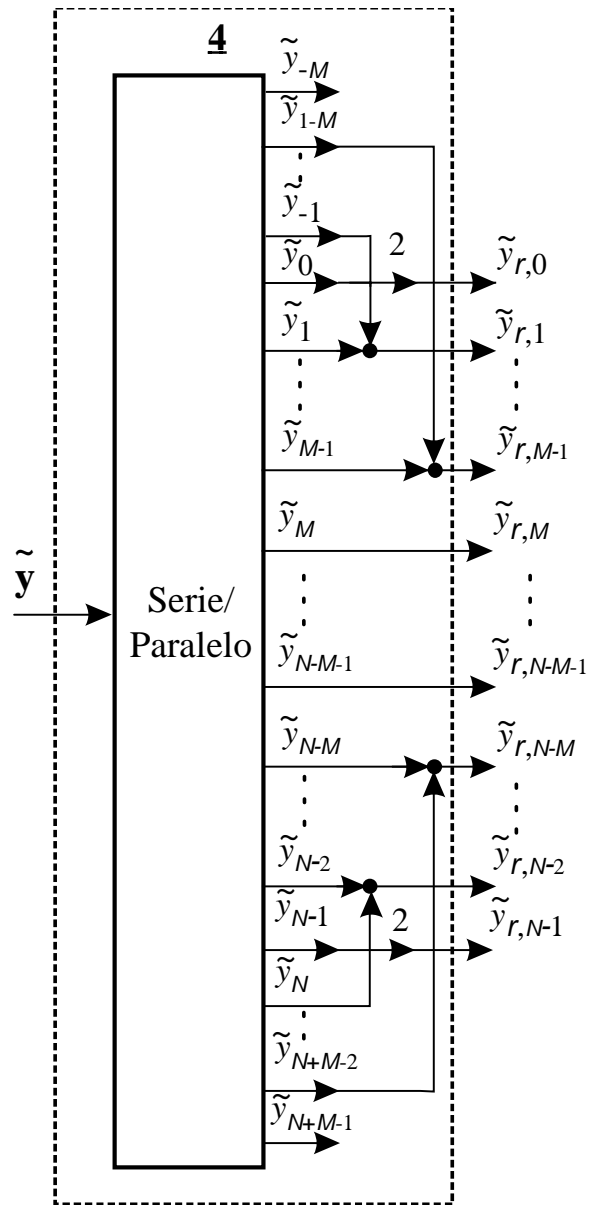 4
ỹ-M
ỹ1-M
ỹ-1
2
ỹ0
ỹr,0
ỹ1
ỹr,1
ỹM-1
ỹr,M-1
ỹM
ỹr,M
ỹ
Serie/
Paralelo
ỹN-M-1
ỹr,N-M-1
ỹN-M
ỹr,N-M
ỹN-2
ỹr,N-2
ỹN-1
2
ỹr,N-1
ỹN
ỹN+M-2
ỹN+M-1